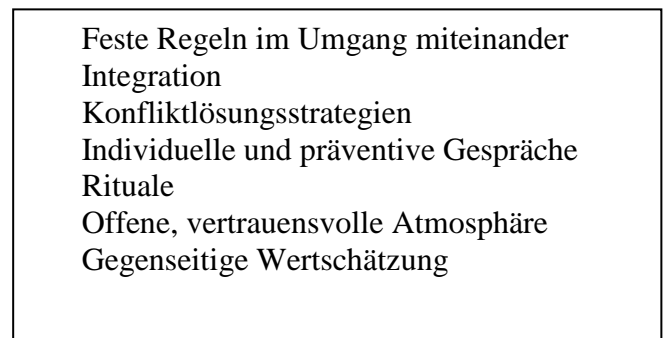 Feste Regeln im Umgang miteinander
Integration
Konfliktlösungsstrategien
Individuelle und präventive Gespräche
Rituale
Offene, vertrauensvolle Atmosphäre
Gegenseitige Wertschätzung